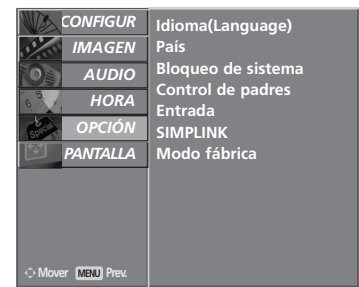 CONFIGUR
IMAGEN
AUDIO
HORA
OPCIÓN
PANTALLA
Idioma(Language)
País
Bloqueo de sistema
Control de padres
Entrada
SIMPLINK
Modo fábrica
Mover MENU Prev.